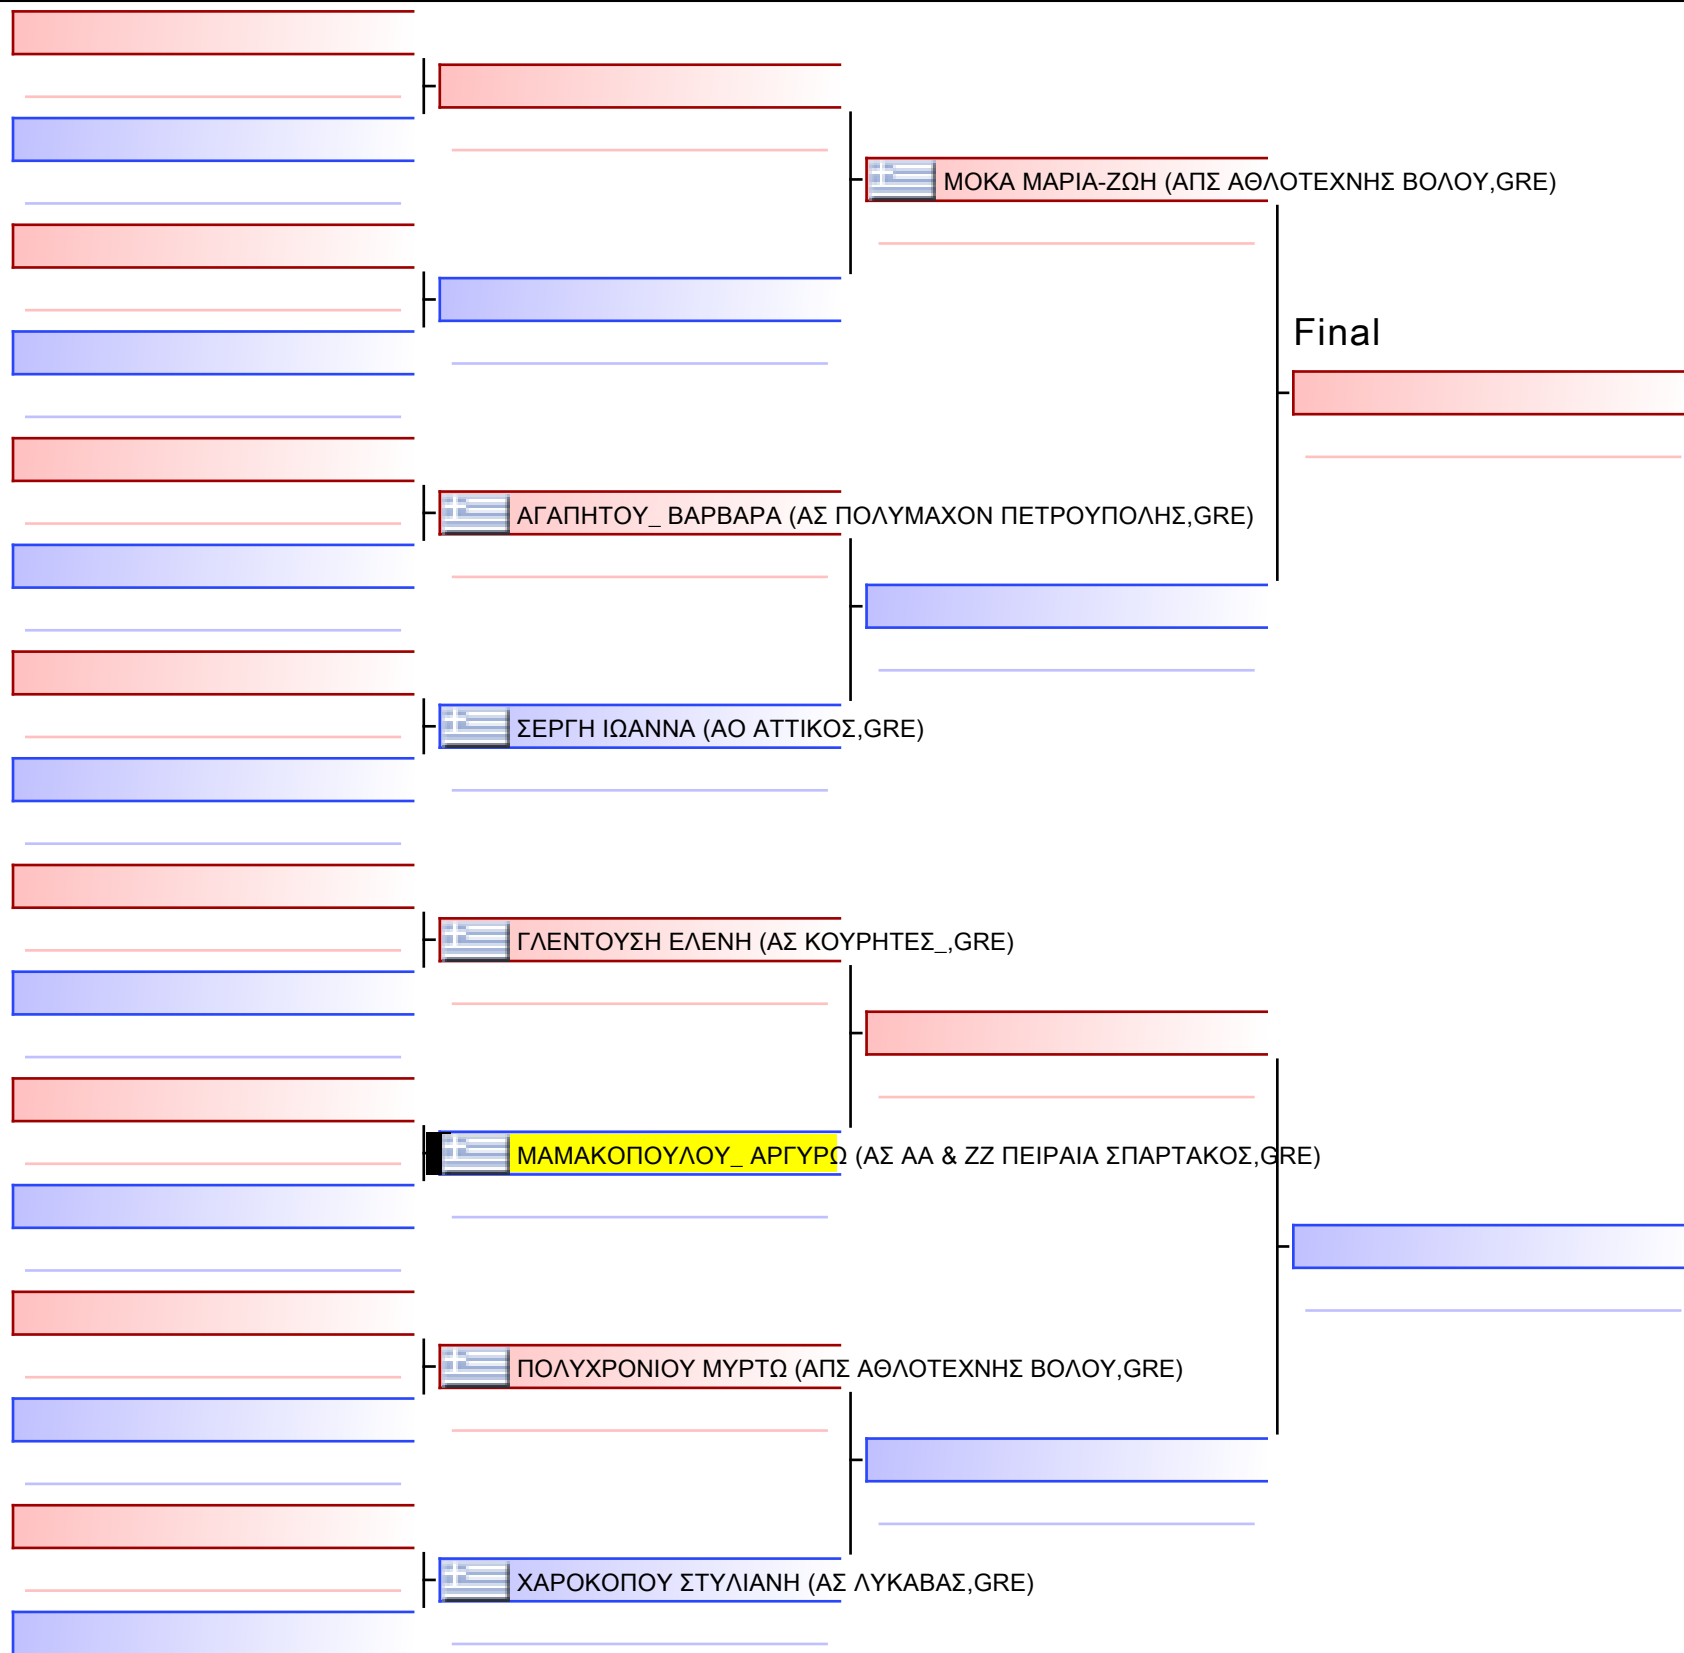 ΜΟΚΑ ΜΑΡΙΑ-ΖΩΗ (ΑΠΣ ΑΘΛΟΤΕΧΝΗΣ ΒΟΛΟΥ,GRE)
Final
ΑΓΑΠΗΤΟΥ_ ΒΑΡΒΑΡΑ (ΑΣ ΠΟΛΥΜΑΧΟΝ ΠΕΤΡΟΥΠΟΛΗΣ,GRE)
ΣΕΡΓΗ ΙΩΑΝΝΑ (ΑΟ ΑΤΤΙΚΟΣ,GRE)
ΓΛΕΝΤΟΥΣΗ ΕΛΕΝΗ (ΑΣ ΚΟΥΡΗΤΕΣ_,GRE)
ΜΑΜΑΚΟΠΟΥΛΟΥ_ ΑΡΓΥΡΩ (ΑΣ ΑΑ & ΖΖ ΠΕΙΡΑΙΑ ΣΠΑΡΤΑΚΟΣ,GRE)
ΠΟΛΥΧΡΟΝΙΟΥ ΜΥΡΤΩ (ΑΠΣ ΑΘΛΟΤΕΧΝΗΣ ΒΟΛΟΥ,GRE)
ΧΑΡΟΚΟΠΟΥ ΣΤΥΛΙΑΝΗ (ΑΣ ΛΥΚΑΒΑΣ,GRE)